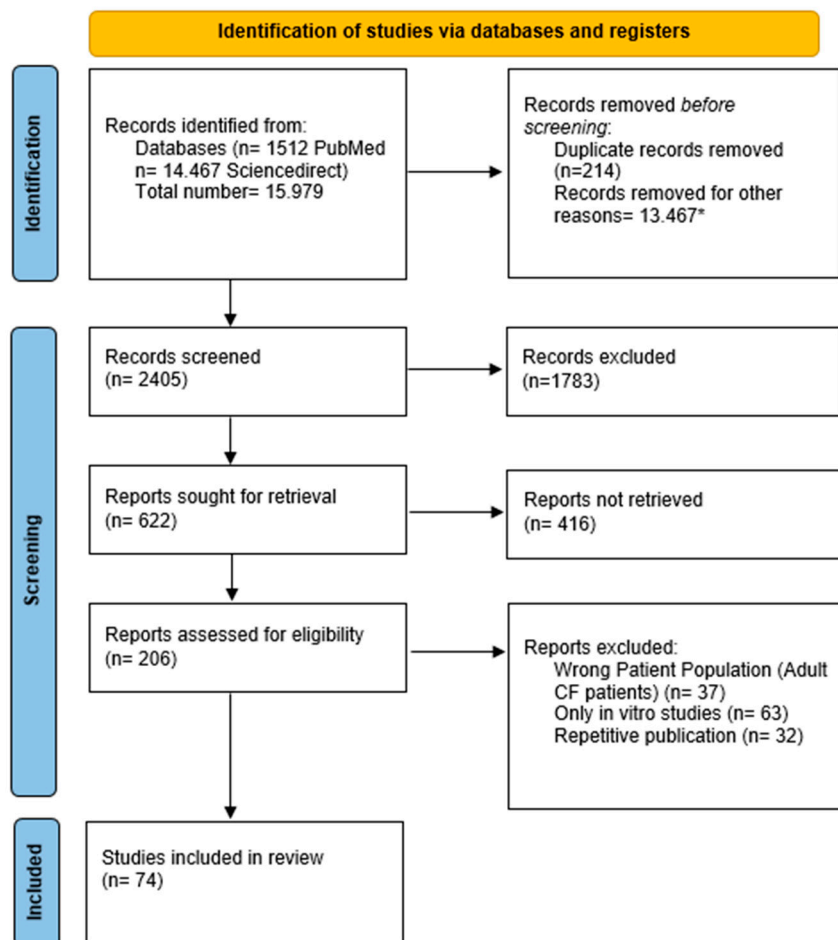 Identification of studies via databases and registers
Identification
Records identified from:
Databases (n= 1512 PubMed
n= 14.467 Sciencedirect)
Total number= 15.979
Records removed before
screening:
Duplicate records removed
(n=214)
Records removed for other
reasons= 13.467*
Screening
Records screened
(n= 2405)
Records excluded
(n=1783)
Reports sought for retrieval
(n= 622)
Reports not retrieved
(n= 416)
Reports assessed for eligibility
(n= 206)
Reports excluded:
Wrong Patient Population (Adult
CF patients) (n= 37)
Only in vitro studies (n= 63)
Repetitive publication (n= 32)
Included
Studies included in review
(n= 74)